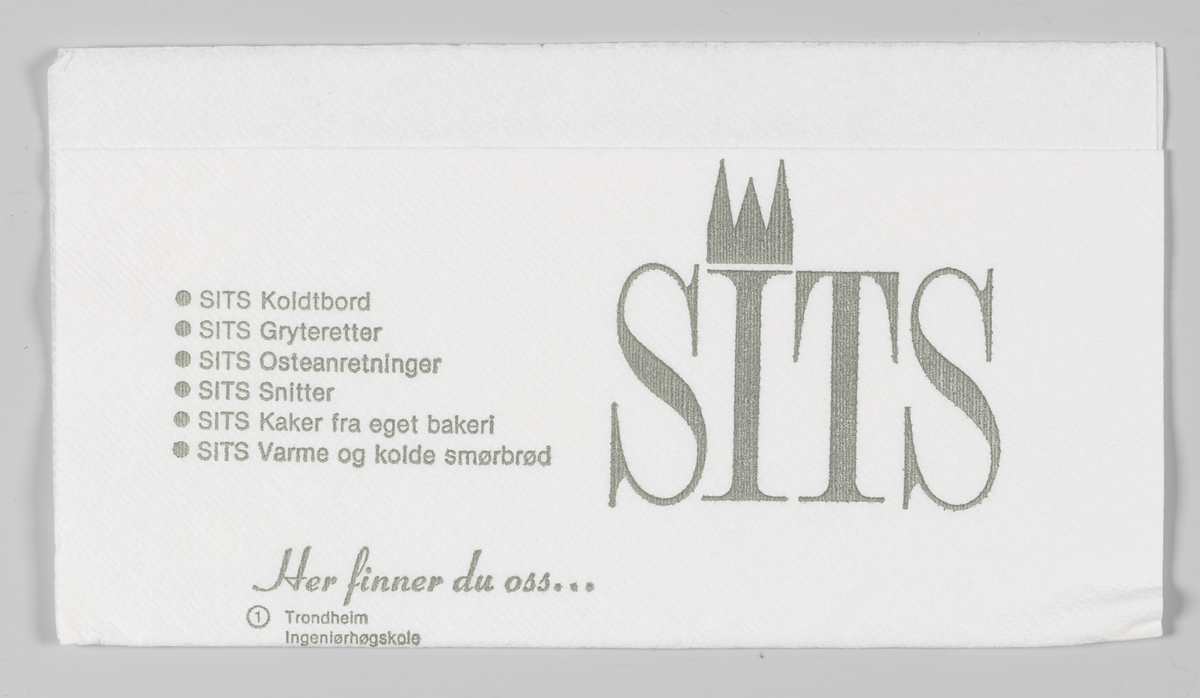 ● SITS Koldtbord
● SITS Gryteretter
● SITS Osteanretninger
● SITS Snitter
● SITS Kaker fra eget bakeri
● SITS Varme og kolde smørbrød
SITS
Her finner du oss...
① Trondheim
Ingeniørhøgskole